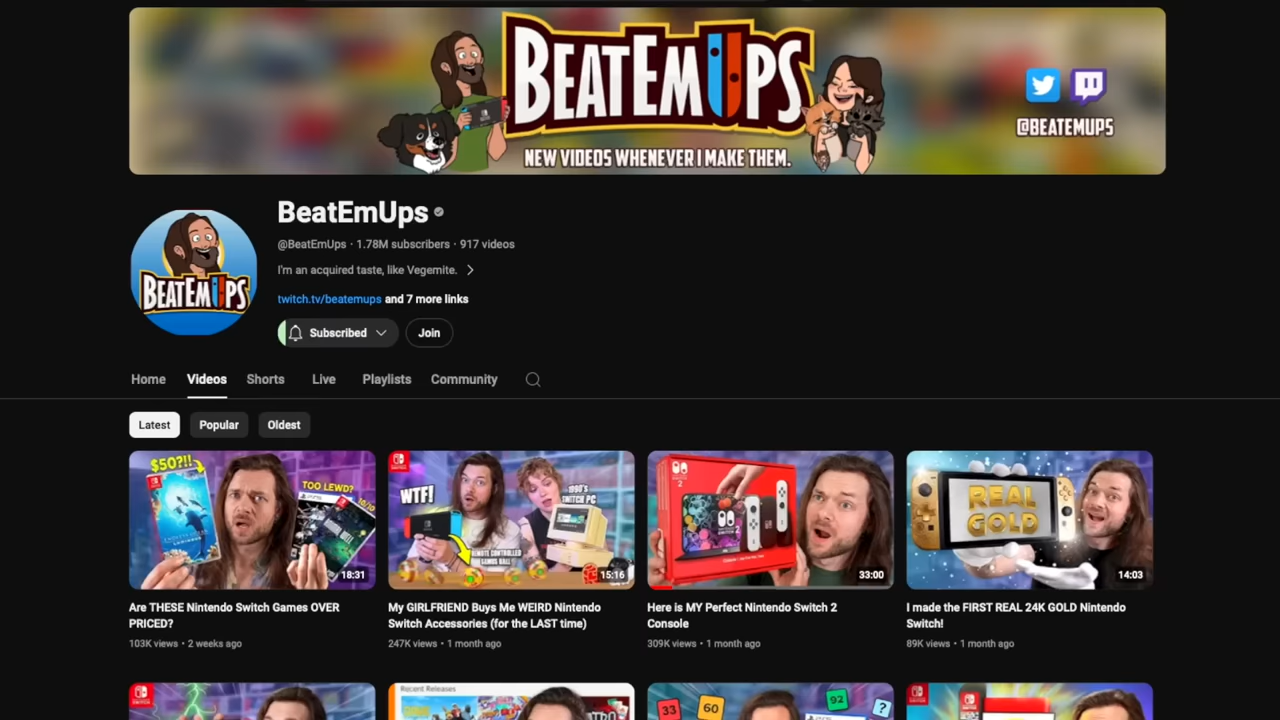 BEATEMUPS
NEW VIDEOS WHENEVER I MAKE THEM.
@BEATEMUPS
BeatEmUps
@BeatEmUps · 1.78M subscribers · 917 videos
I'm an acquired taste, like Vegemite.
BEATEMUPS
twitch.tv/beatemups and 7 more links
Subscribed
Join
Home
Videos
Shorts
Live
Playlists
Community
Latest
Popular
Oldest
$50?!!
TOO LEWD?
16/10
18:31
WTF!
1990'S
SWITCH PC
REMOTE CONTROLLED
SAMUS BALL
15:16
2
33:00
REAL
GOLD
14:03
Are THESE Nintendo Switch Games OVER
PRICED?
103K views · 2 weeks ago
My GIRLFRIEND Buys Me WEIRD Nintendo
Switch Accessories (for the LAST time)
247K views · 1 month ago
Here is MY Perfect Nintendo Switch 2
Console
309K views · 1 month ago
I made the FIRST REAL 24K GOLD Nintendo
Switch!
89K views · 1 month ago
Recent Releases
33
60
92
?